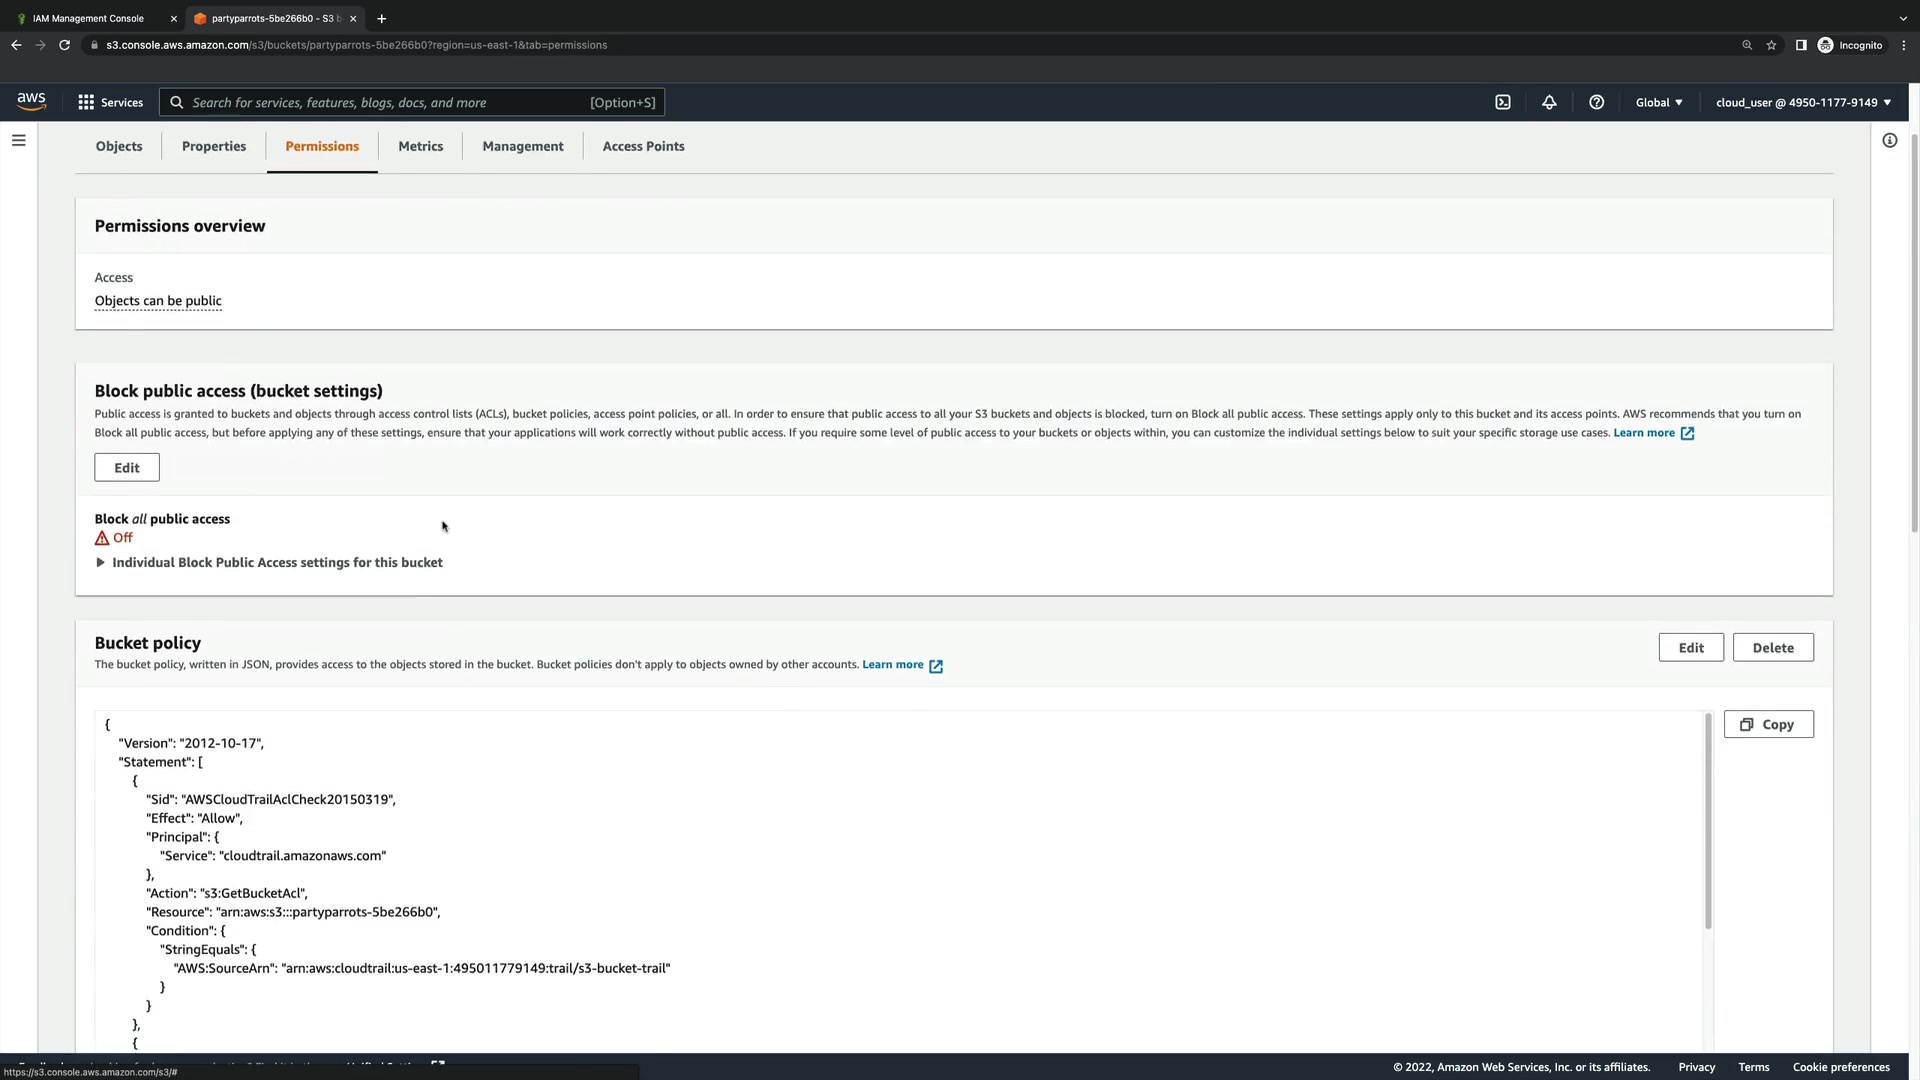 IAM Management Console
partyparrots-5be266b0 - S3 b
s3.console.aws.amazon.com/s3/buckets/partyparrots-5be266b0?region=us-east-1&tab=permissions
Incognito
aws
Services
Search for services, features, blogs, docs, and more
[Option+S]
Global
cloud_user @ 4950-1177-9149
Objects
Properties
Permissions
Metrics
Management
Access Points
Permissions overview
Access
Objects can be public
Block public access (bucket settings)
Public access is granted to buckets and objects through access control lists (ACLs), bucket policies, access point policies, or all. In order to ensure that public access to all your S3 buckets and objects is blocked, turn on Block all public access. These settings apply only to this bucket and its access points. AWS recommends that you turn on
Block all public access, but before applying any of these settings, ensure that your applications will work correctly without public access. If you require some level of public access to your buckets or objects within, you can customize the individual settings below to suit your specific storage use cases. Learn more
Edit
Block all public access
Off
Individual Block Public Access settings for this bucket
Bucket policy
Edit
Delete
The bucket policy, written in JSON, provides access to the objects stored in the bucket. Bucket policies don't apply to objects owned by other accounts. Learn more
Copy
{
"Version": "2012-10-17",
"Statement": [
{
"Sid": "AWSCloudTrailAclCheck20150319",
"Effect": "Allow",
"Principal": {
"Service": "cloudtrail.amazonaws.com"
},
"Action": "s3:GetBucketAcl",
"Resource": "arn:aws:s3:::partyparrots-5be266b0",
"Condition": {
"StringEquals": {
"AWS:SourceArn": "arn:aws:cloudtrail:us-east-1:495011779149:trail/s3-bucket-trail"
}
}
},
{
https://s3.console.aws.amazon.com/s3/#
© 2022, Amazon Web Services, Inc. or its affiliates.
Privacy
Terms
Cookie preferences